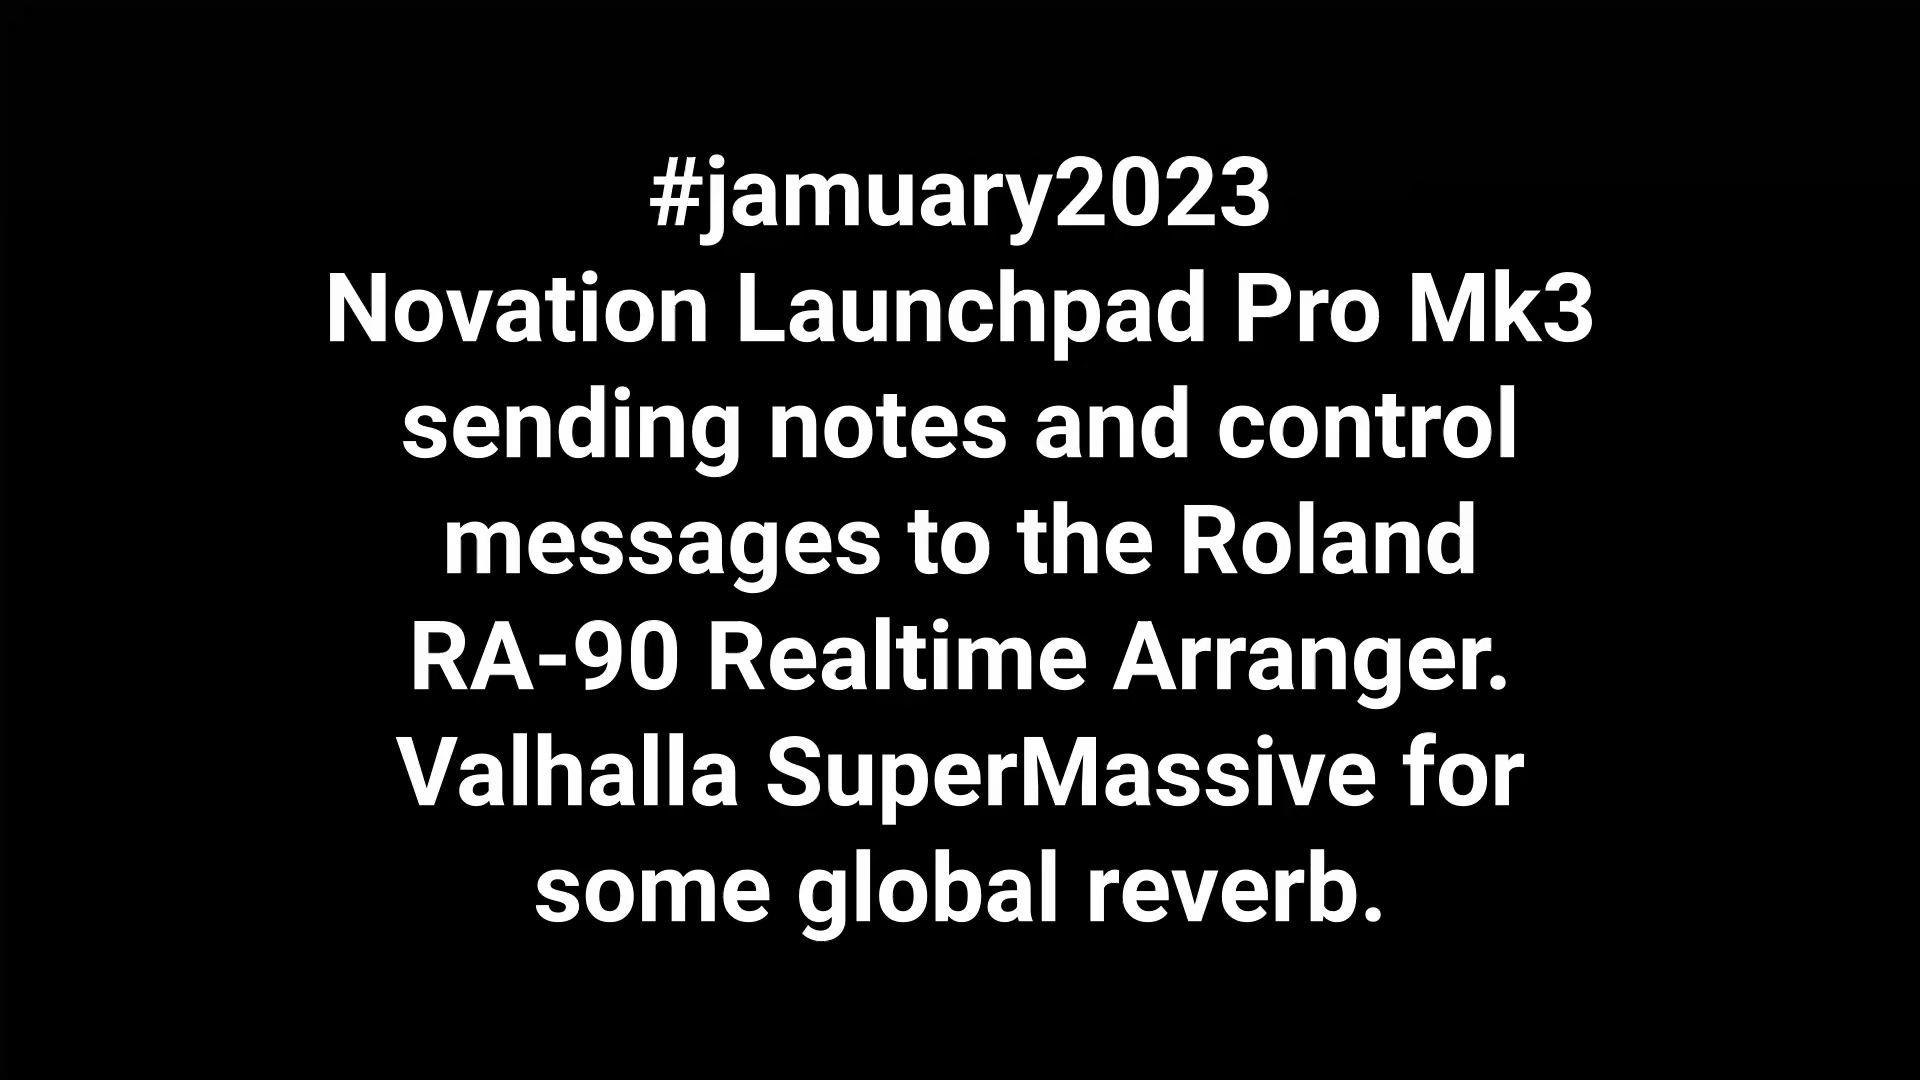 #jamuary2023
Novation Launchpad Pro Mk3
sending notes and control
messages to the Roland
RA-90 Realtime Arranger.
Valhalla SuperMassive for
some global reverb.